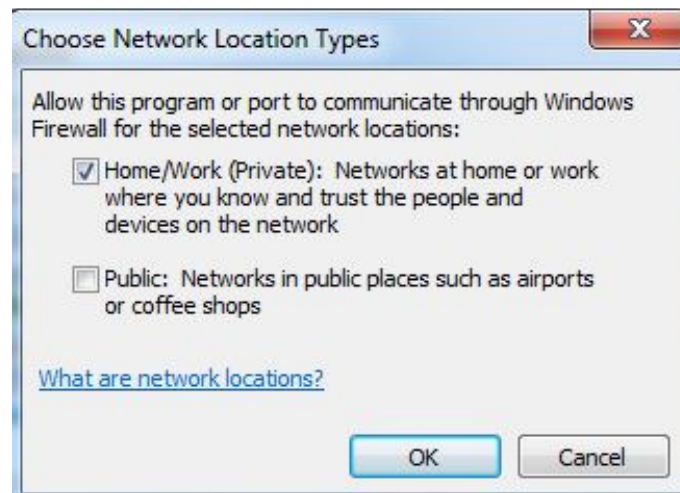 Choose Network Location Types
Allow this program or port to communicate through Windows
Firewall for the selected network locations:
Home/Work (Private): Networks at home or work
where you know and trust the people and
devices on the network
Public: Networks in public places such as airports
or coffee shops
What are network locations?
OK
Cancel